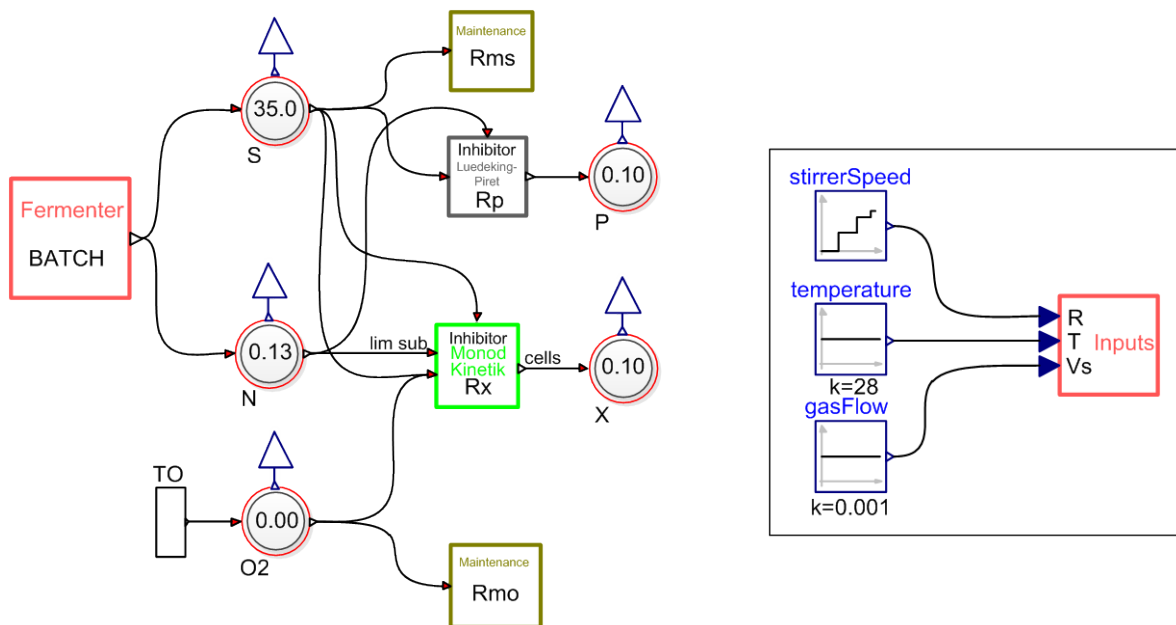 Maintenance
Rms
35.0
S
Inhibitor
Luedeking-
Piret
Rp
0.10
P
Fermenter
BATCH
0.13
N
lim sub
Inhibitor
Monod
Kinetik
Rx
cells
0.10
X
TO
0.00
O2
Maintenance
Rmo
stirrerSpeed
temperature
k=28
gasFlow
k=0.001
R
T
Vs
Inputs